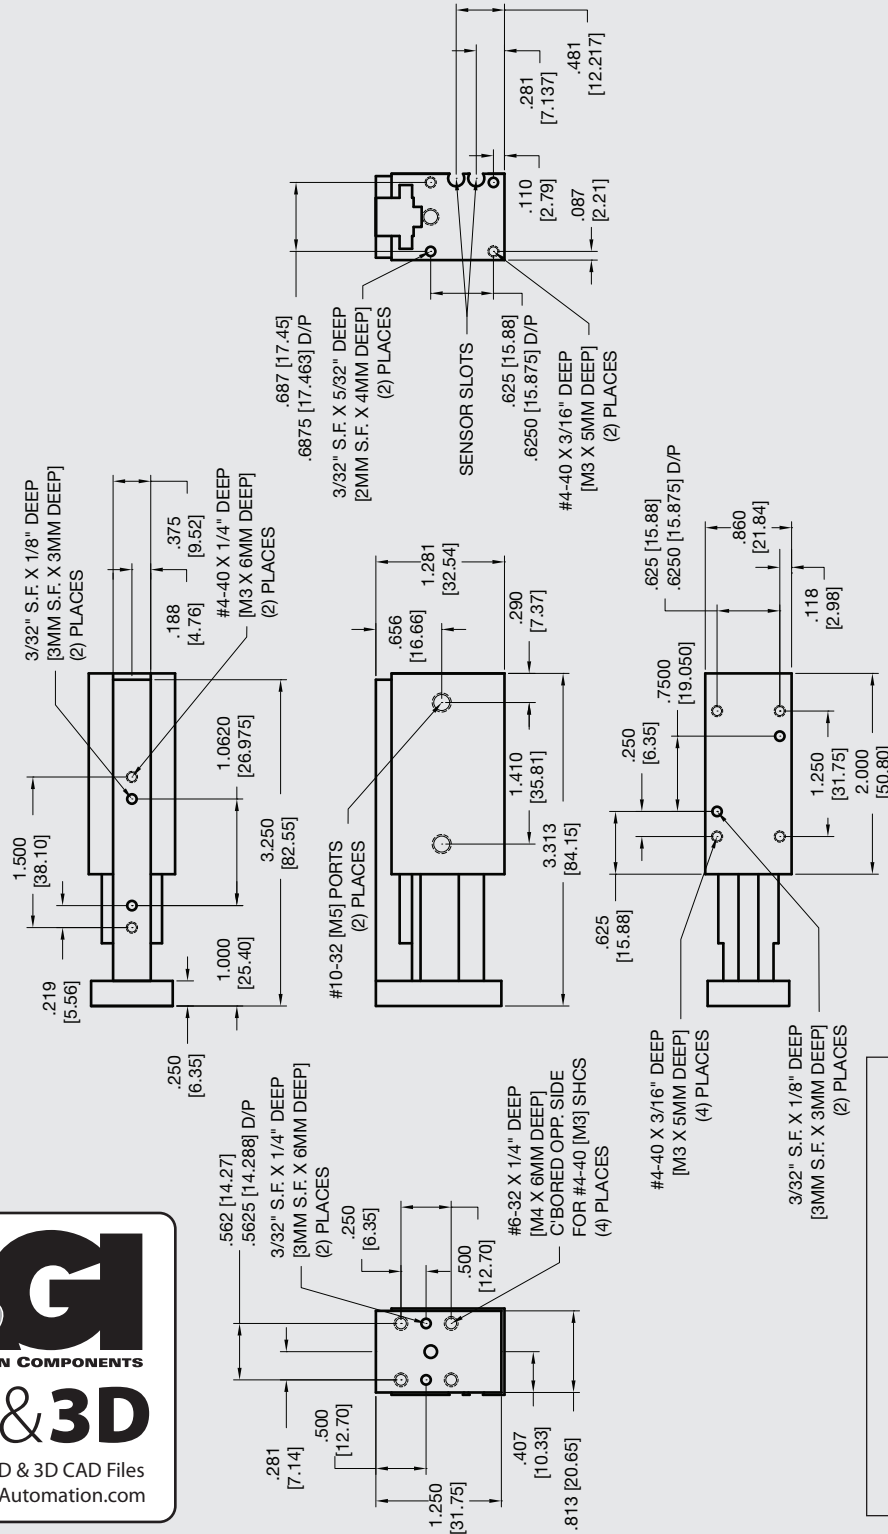 .481
[12.217]
.281
[7.137]
.110
[2.79]
.087
[2.21]
.687 [17.45]
.6875 [17.463] D/P
3/32" S.F. X 5/32" DEEP
[2MM S.F. X 4MM DEEP]
(2) PLACES
SENSOR SLOTS
.625 [15.88]
.6250 [15.875] D/P
#4-40 X 3/16" DEEP
[M3 X 5MM DEEP]
(2) PLACES
3/32" S.F. X 1/8" DEEP
[3MM S.F. X 3MM DEEP]
(2) PLACES
.375
[9.52]
.188
[4.76]
#4-40 X 1/4" DEEP
[M3 X 6MM DEEP]
(2) PLACES
1.500
[38.10]
1.0620
[26.975]
3.250
[82.55]
.219
[5.56]
1.000
[25.40]
.250
[6.35]
1.281
[32.54]
.656
[16.66]
.290
[7.37]
#10-32 [M5] PORTS
(2) PLACES
1.410
[35.81]
3.313
[84.15]
.625 [15.88]
.6250 [15.875] D/P
.860
[21.84]
.118
[2.98]
.7500
[19.050]
.250
[6.35]
1.250
[31.75]
2.000
[50.80]
.625
[15.88]
#4-40 X 3/16" DEEP
[M3 X 5MM DEEP]
(4) PLACES
3/32" S.F. X 1/8" DEEP
[3MM S.F. X 3MM DEEP]
(2) PLACES
.562 [14.27]
.5625 [14.288] D/P
3/32" S.F. X 1/4" DEEP
[3MM S.F. X 6MM DEEP]
(2) PLACES
.250
[6.35]
.500
[12.70]
#6-32 X 1/4" DEEP
[M4 X 6MM DEEP]
C'BORED OPP. SIDE
FOR #4-40 [M3] SHCS
(4) PLACES
.281
[7.14]
.500
[12.70]
1.250
[31.75]
.407
[10.33]
.813 [20.65]
GI
N COMPONENTS
&3D
D & 3D CAD Files
Automation.com